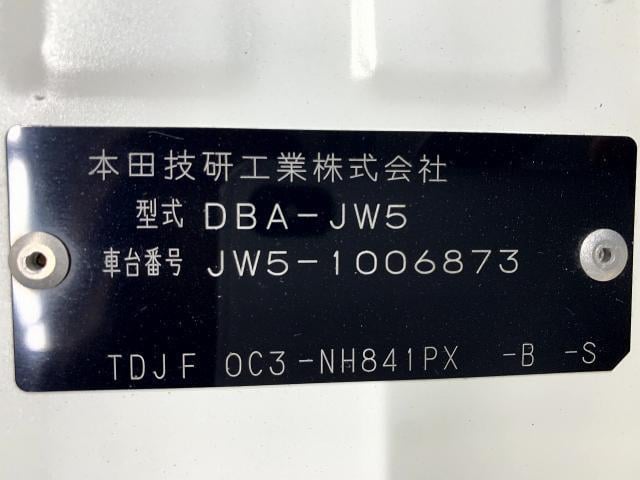 本田技研工業株式会社
型式 DBA-JW5
車台番号 JW5-1006873
TDJF 0C3-NH841PX -B -S